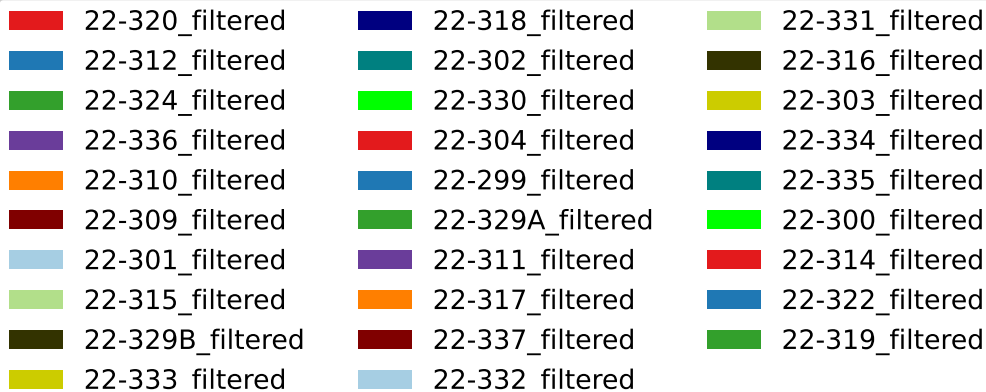 22-320_filtered
22-312_filtered
22-324_filtered
22-336_filtered
22-310_filtered
22-309_filtered
22-301_filtered
22-315_filtered
22-329B_filtered
22-333_filtered
22-318_filtered
22-302_filtered
22-330_filtered
22-304_filtered
22-299_filtered
22-329A_filtered
22-311_filtered
22-317_filtered
22-337_filtered
22-332_filtered
22-331_filtered
22-316_filtered
22-303_filtered
22-334_filtered
22-335_filtered
22-300_filtered
22-314_filtered
22-322_filtered
22-319_filtered